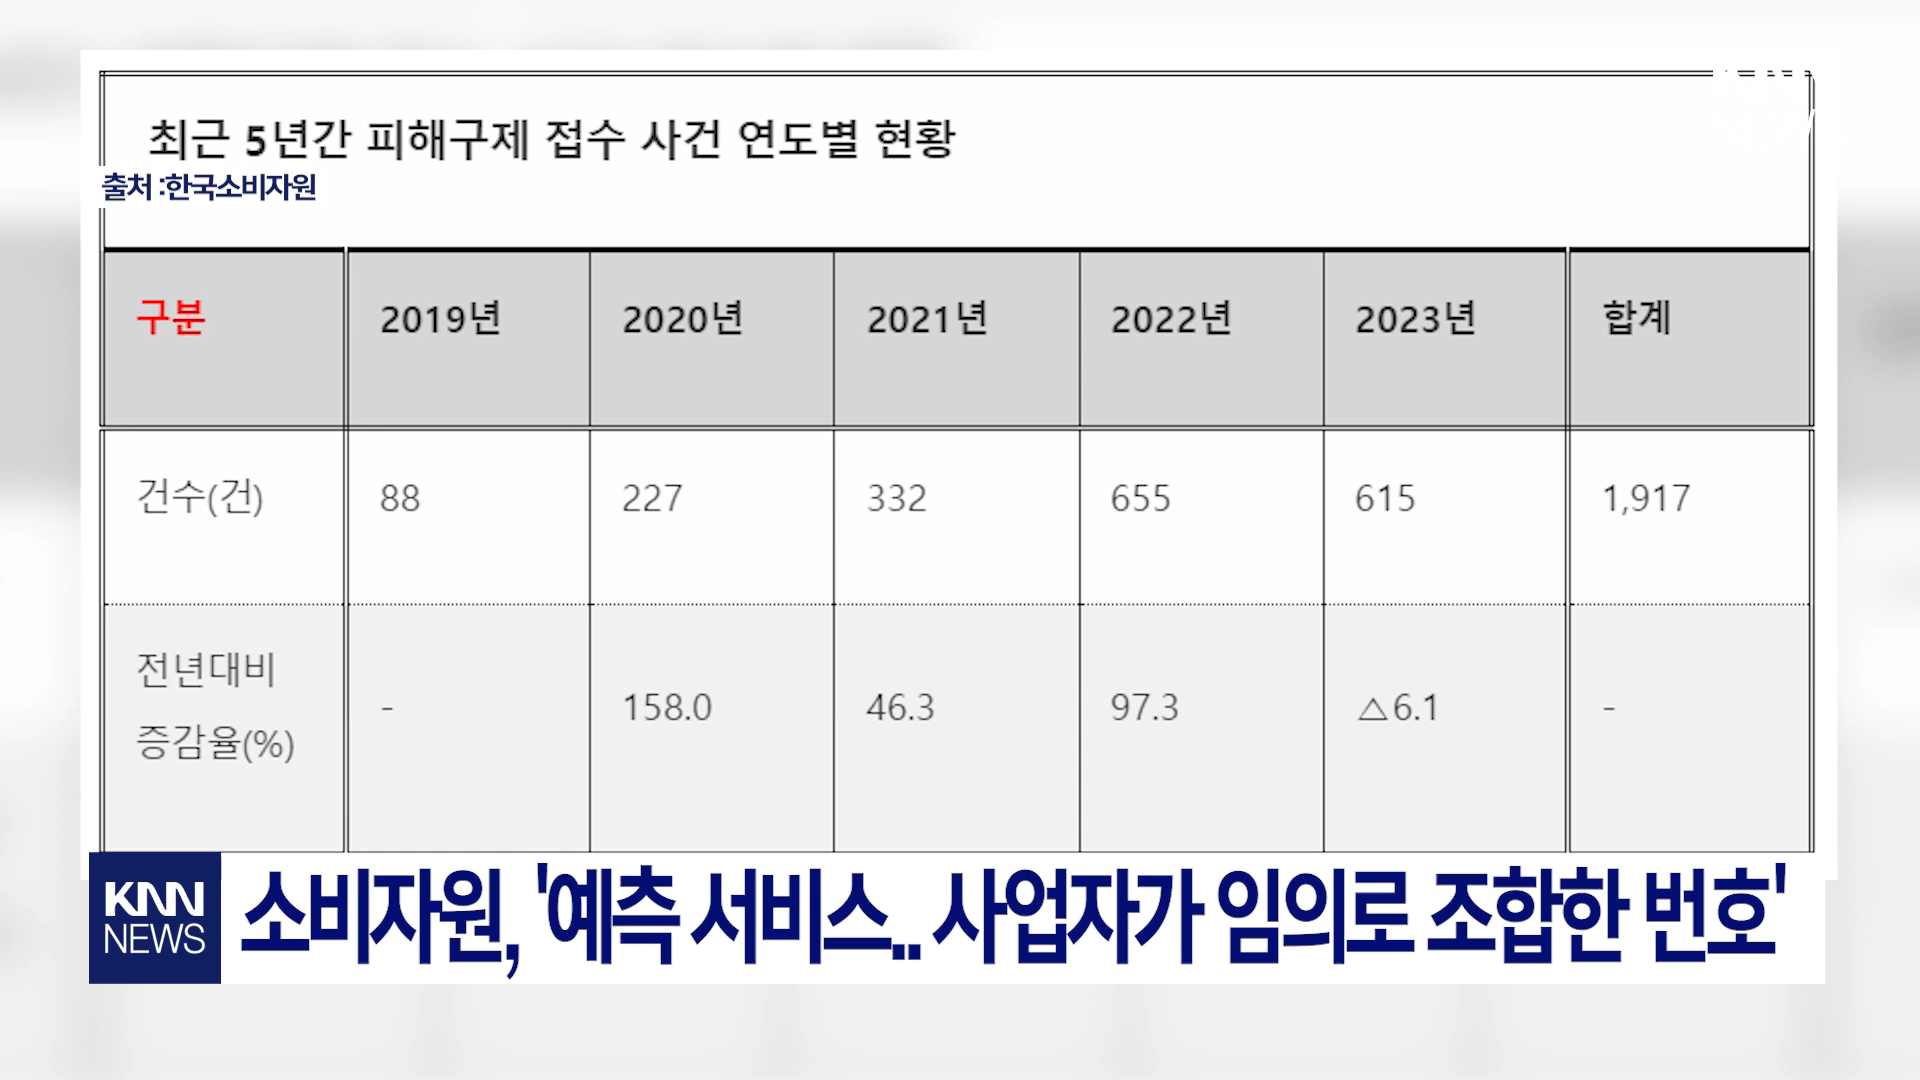 최근 5년간 피해구제 접수 사건 연도별 현황
출처 :한국소비자원
구분 2019년 2020년 2021년 2022년 2023년 합계
건수(건) 88 227 332 655 615 1,917
전년대비
증감율(%) - 158.0 46.3 97.3 △6.1 -
KNN
NEWS
소비자원, '예측 서비스.. 사업자가 임의로 조합한 번호'